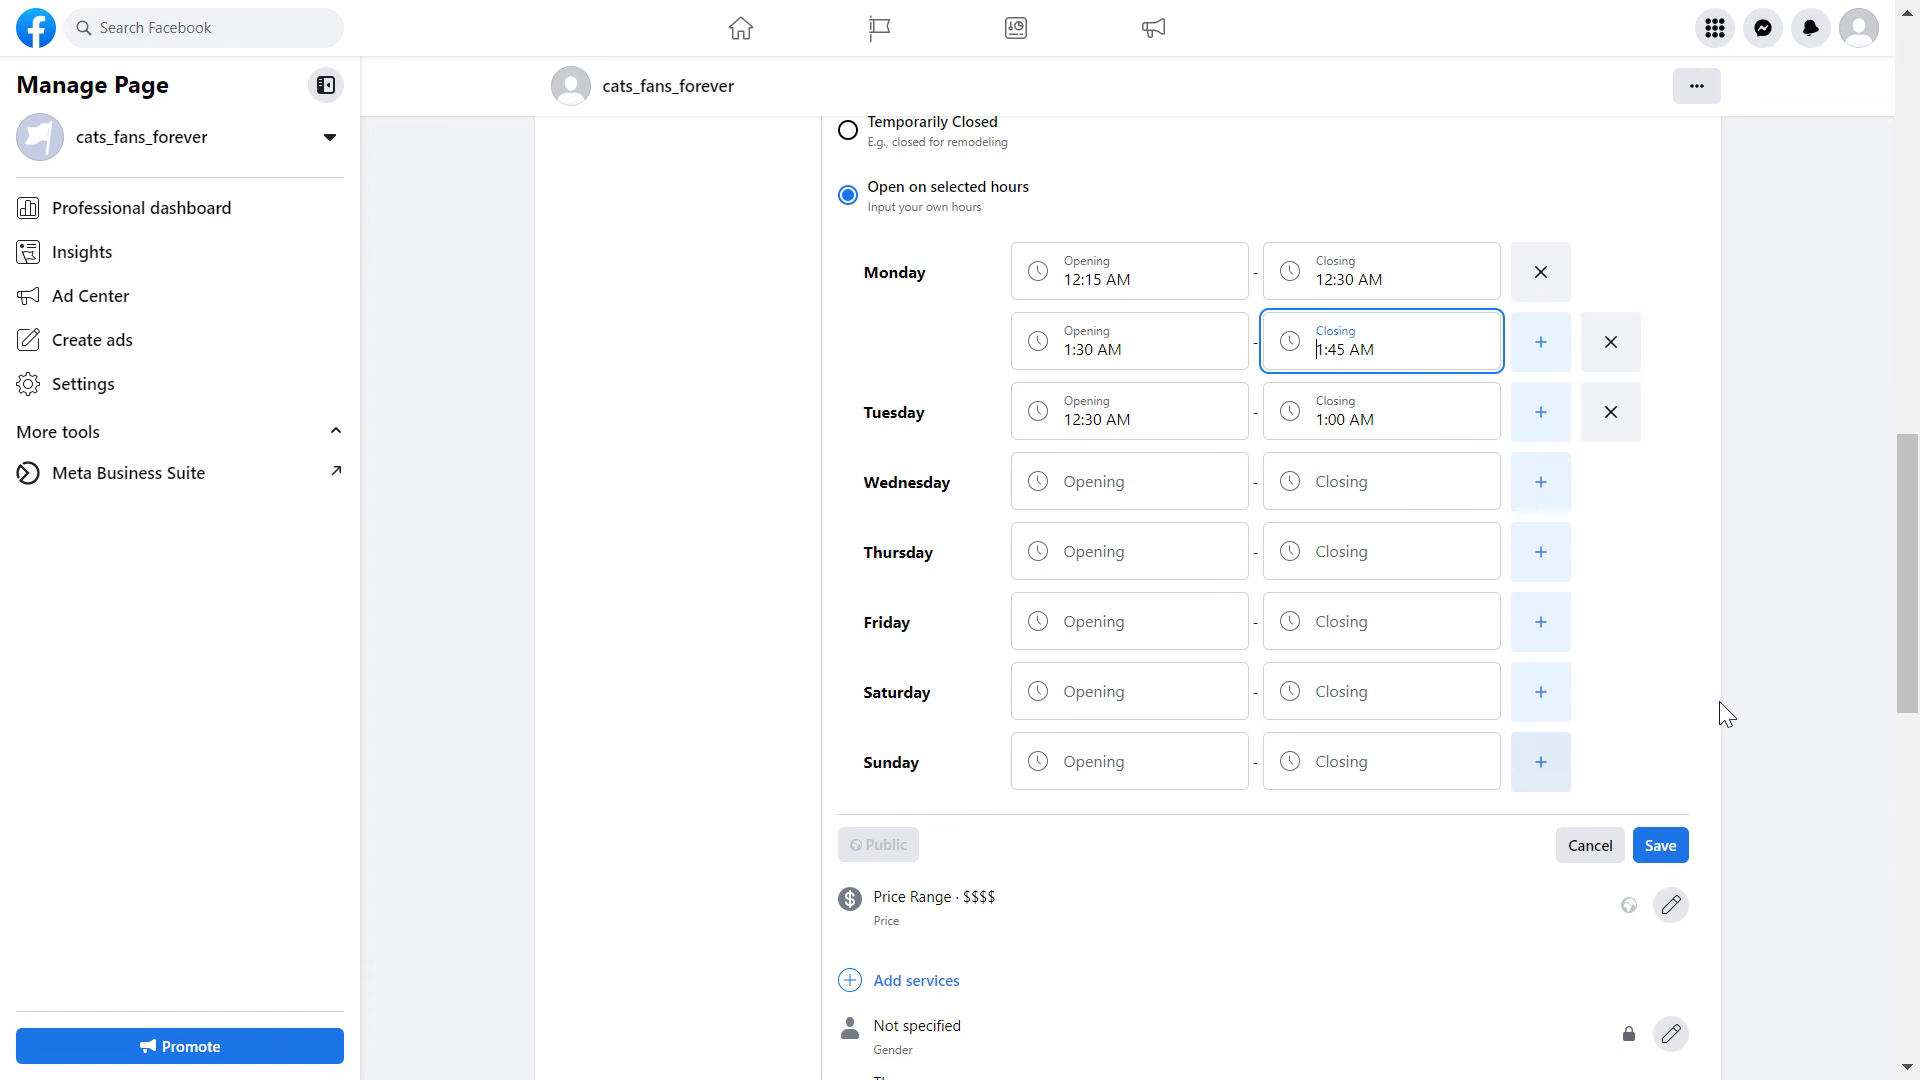 Search Facebook
Manage Page
cats_fans_forever
Professional dashboard
Insights
Ad Center
Create ads
Settings
More tools
Meta Business Suite
Promote
cats_fans_forever
Temporarily Closed
E.g., closed for remodeling
Open on selected hours
Input your own hours
Monday
Opening
12:15 AM
-
Closing
12:30 AM
Opening
1:30 AM
-
Closing
1:45 AM
Tuesday
Opening
12:30 AM
-
Closing
1:00 AM
Wednesday
Opening
-
Closing
Thursday
Opening
-
Closing
Friday
Opening
-
Closing
Saturday
Opening
-
Closing
Sunday
Opening
-
Closing
Public
Cancel
Save
Price Range · $$$$
Price
Add services
Not specified
Gender